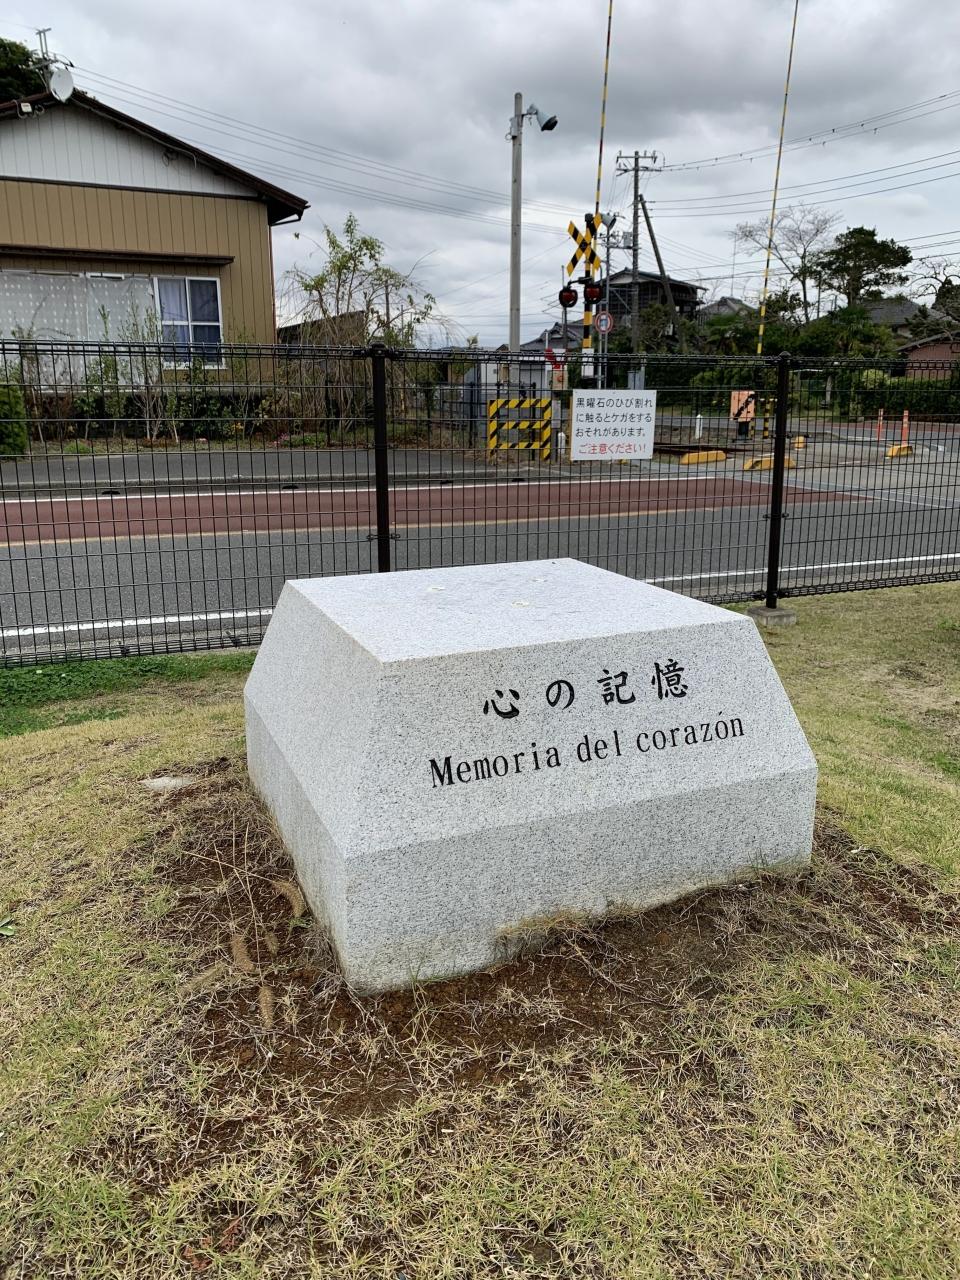 黒曜石のひび割れ
に触るとケガをする
おそれがあります。
ご注意ください!
心の記憶
Memoria del corazón